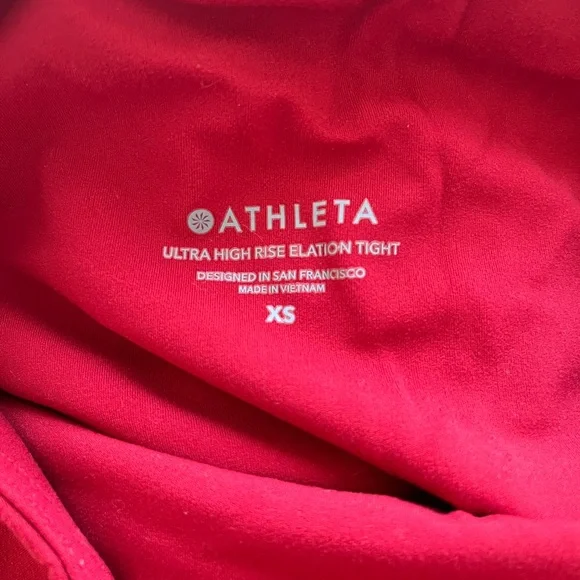 ATHLETA
ULTRA HIGH RISE ELATION TIGHT
DESIGNED IN SAN FRANCISCO
MADE IN VIETNAM
XS